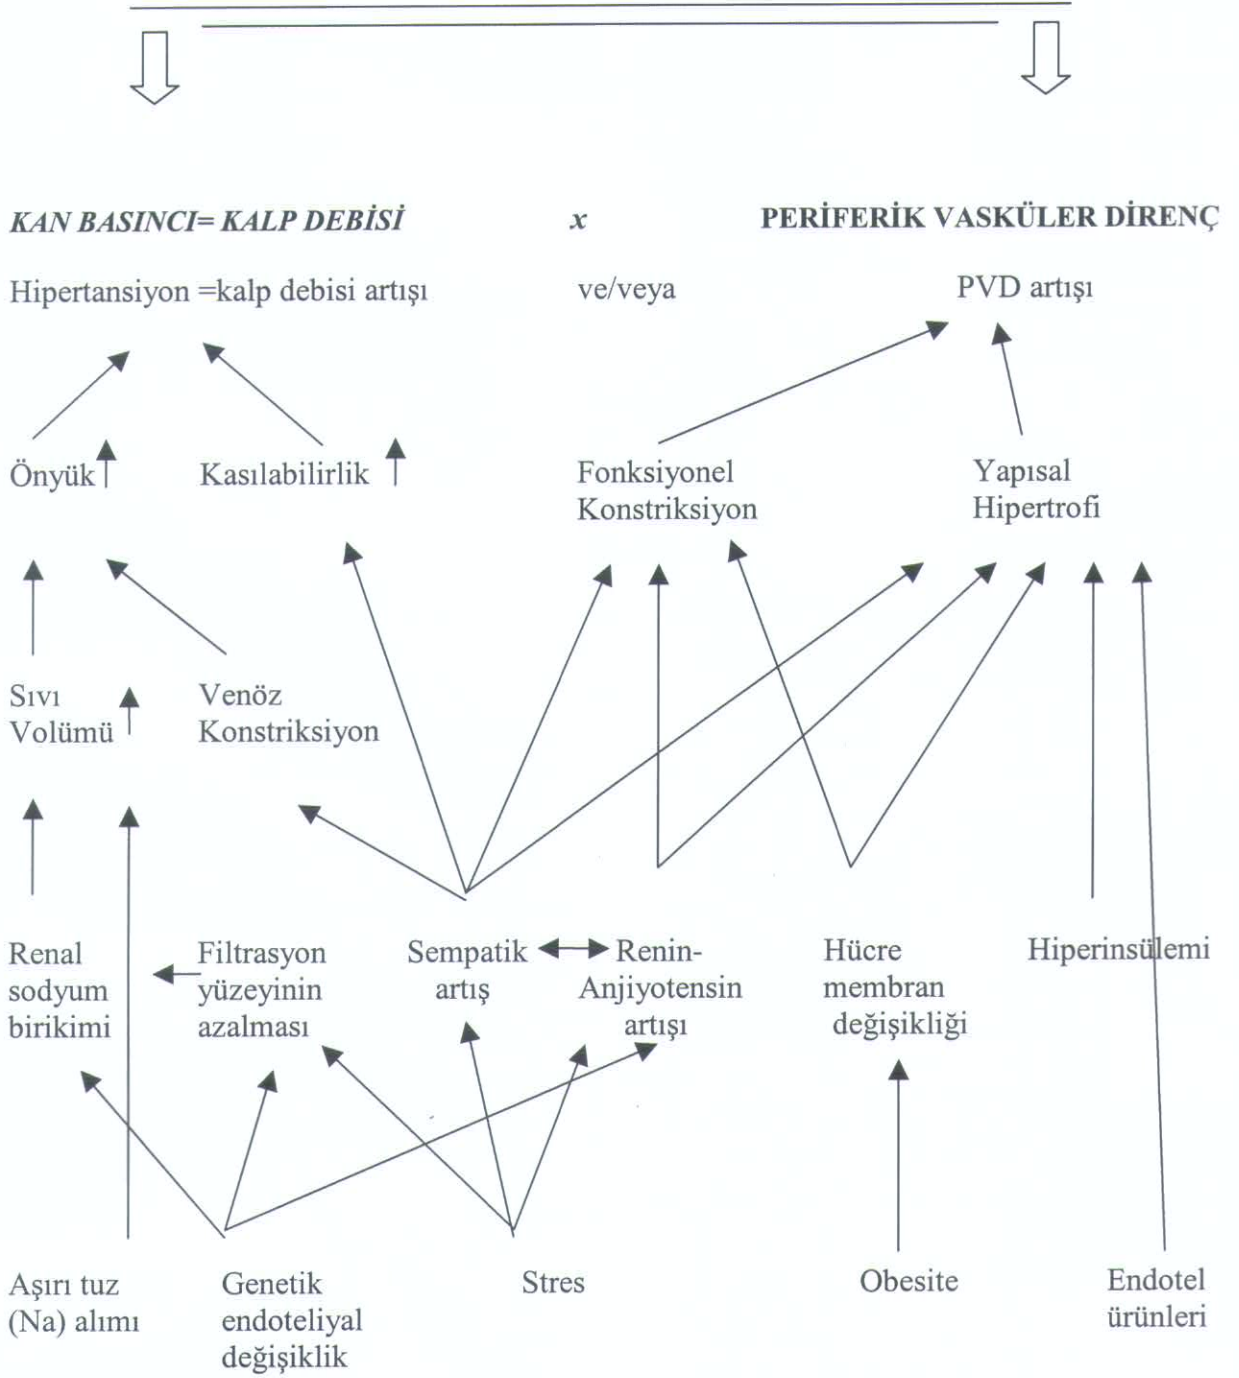 KAN BASINCI= KALP DEBİSİ x PERİFERİK VASKÜLER DİRENÇ
Hipertansiyon =kalp debisi artışı ve/veya PVD artışı
Önyük
Kasılabilirlik
Fonksiyonel
Konstriksiyon
Yapısal
Hipertrofi
Sıvı
Volümü
Venöz
Konstriksiyon
Renal
sodyum
birikimi
Filtrasyon
yüzeyinin
azalması
Sempatik
artış
Renin-
Anjiyotensin
artışı
Hücre
membran
değişikliği
Hiperinsülemi
Aşırı tuz
(Na) alımı
Genetik
endoteliyal
değişiklik
Stres
Obesite
Endotel
ürünleri